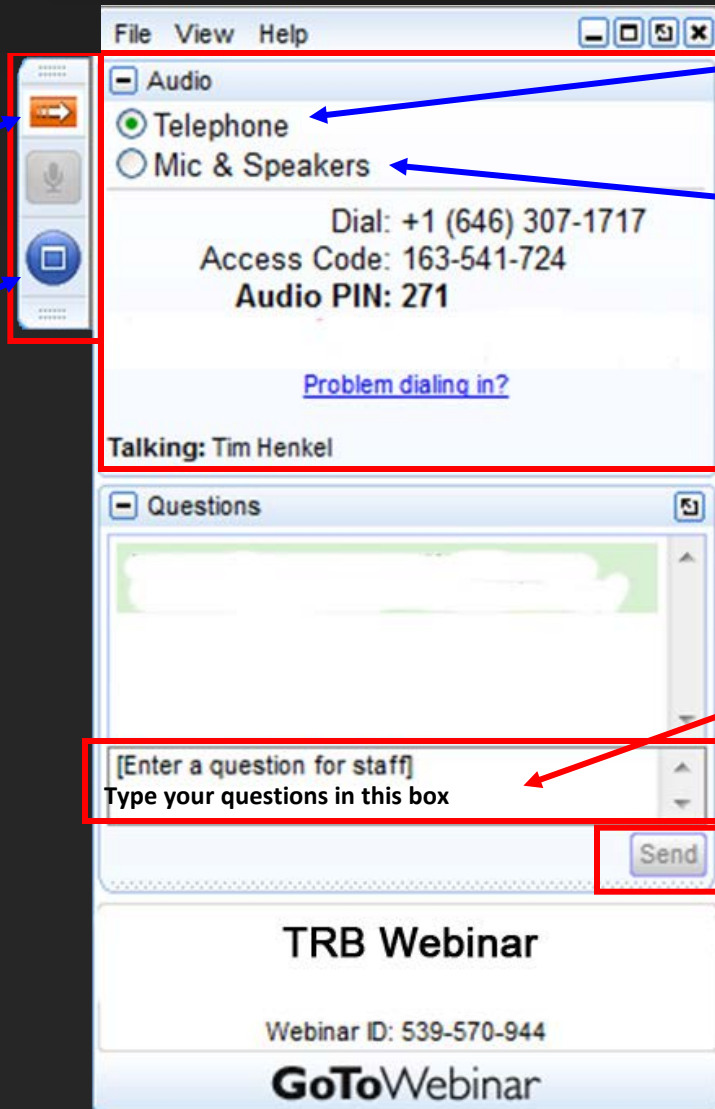 File View Help
Audio
Telephone
Mic & Speakers
Dial: +1 (646) 307-1717
Access Code: 163-541-724
Audio PIN: 271
Problem dialing in?
Talking: Tim Henkel
Questions
[Enter a question for staff]
Type your questions in this box
Send
TRB Webinar
Webinar ID: 539-570-944
GoToWebinar